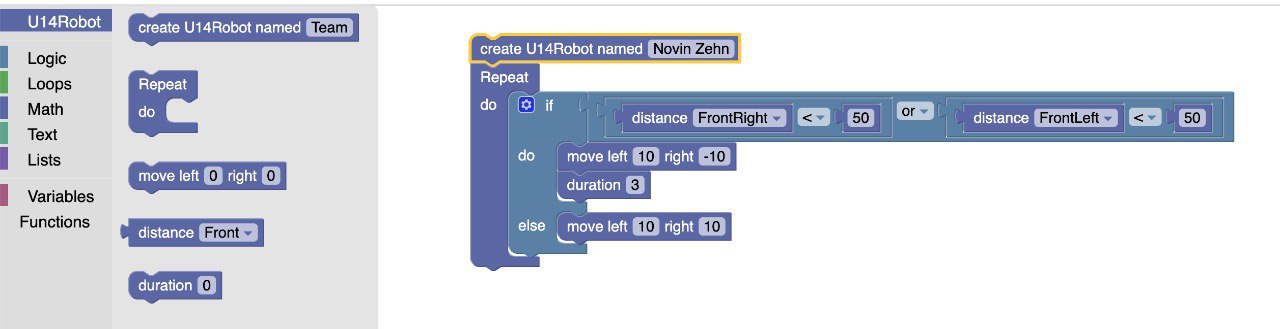 U14Robot
Logic
Loops
Math
Text
Lists
Variables
Functions
create U14Robot named Team
Repeat
do
move left 0 right 0
distance Front
duration 0
create U14Robot named Novin Zehn
Repeat
do if distance FrontRight < 50 or distance FrontLeft < 50
do move left 10 right -10
duration 3
else move left 10 right 10